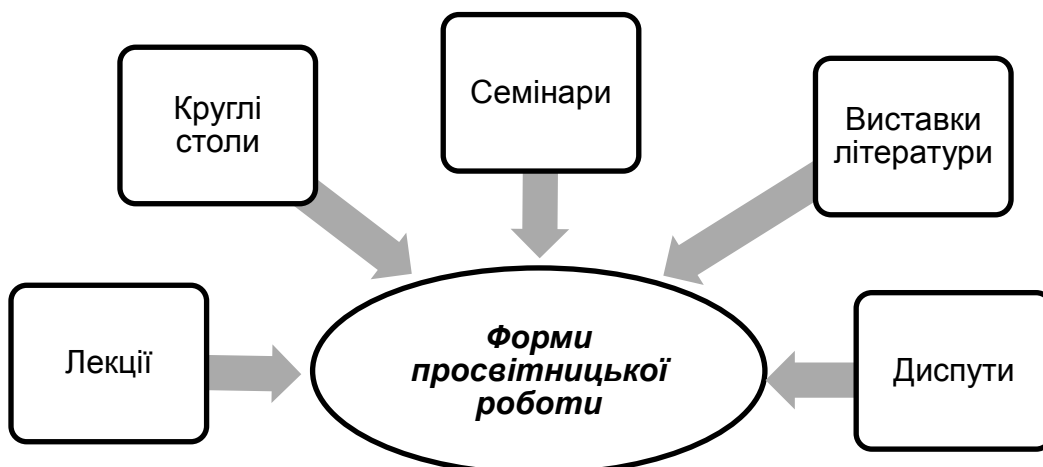 Лекції
Круглі
столи
Семінари
Виставки
літератури
Диспути
Форми
просвітницької
роботи